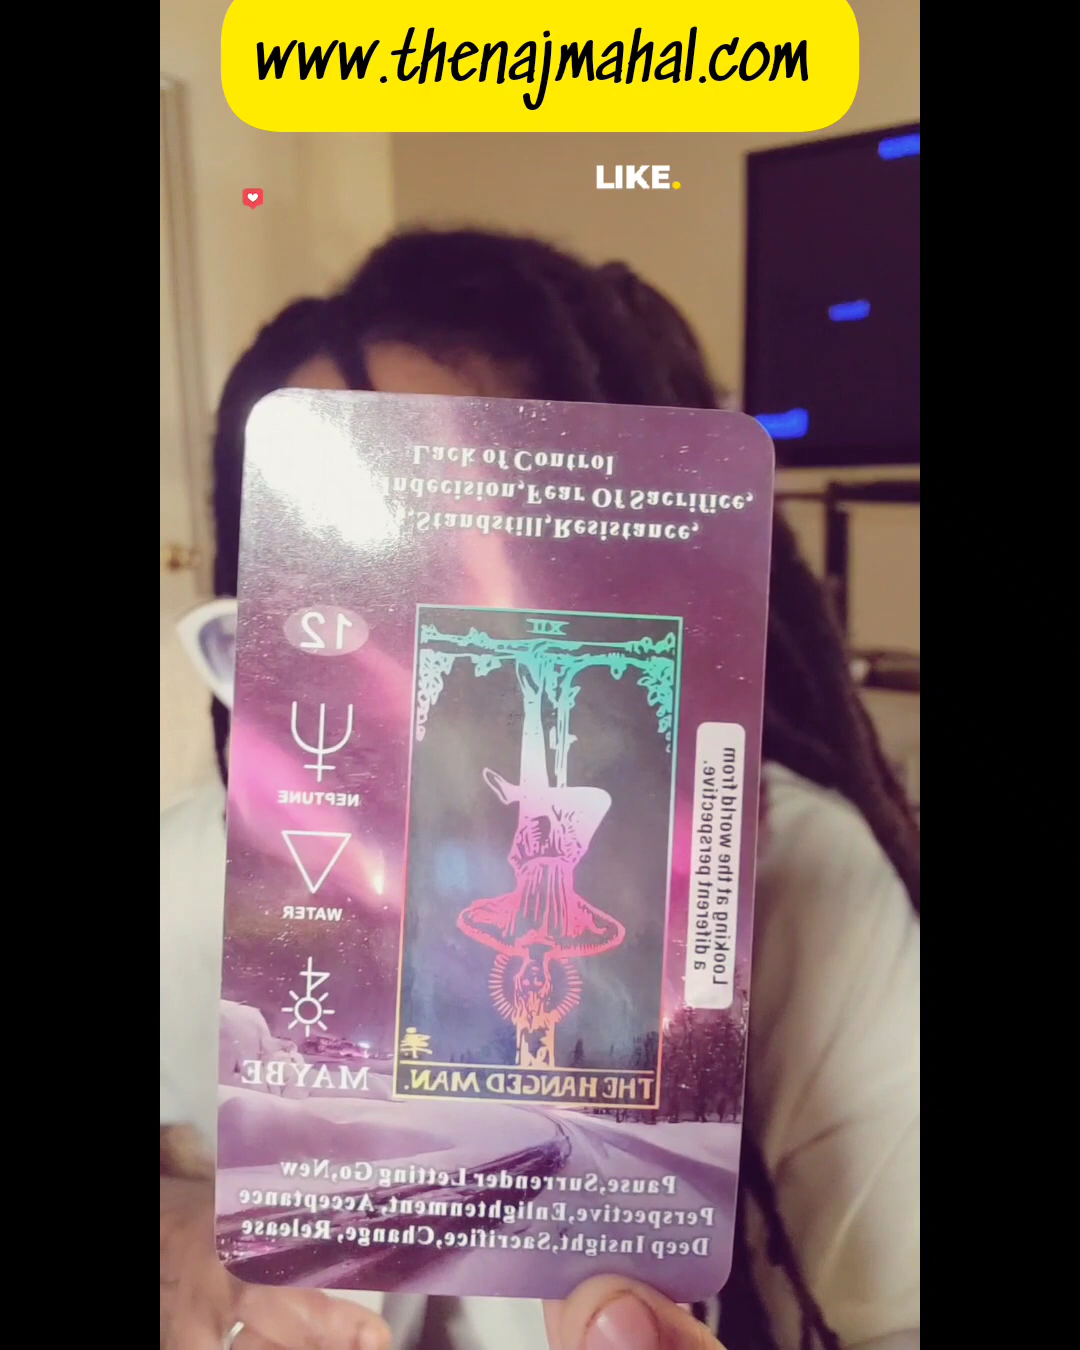 www.thenajmahal.com
LIKE.
Standstill,Resistance,
Indecision,Fear Of Sacrifice,
Lack of Control
12
XII
NEPTUNE
WATER
MAYBE
THE HANGED MAN.
Looking at the world from
a diferent perspective.
Pause,Surrender Letting Go,New
Perspective,Enlightenment, Acceptance
Deep Insight,Sacrifice,Change, Release